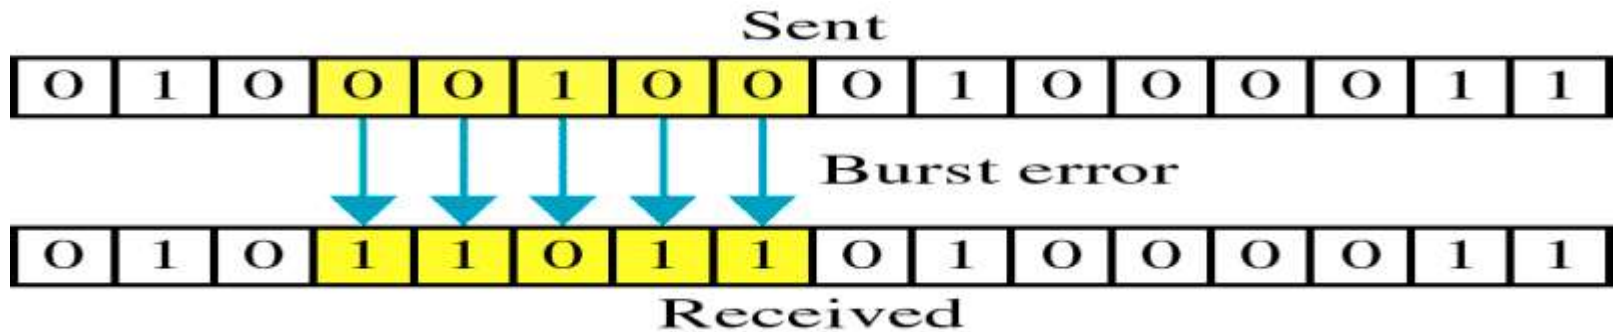 Sent
0 1 0 0 0 1 0 0 0 1 0 0 0 0 1 1
Burst error
0 1 0 1 1 0 1 1 0 1 0 0 0 0 1 1
Received